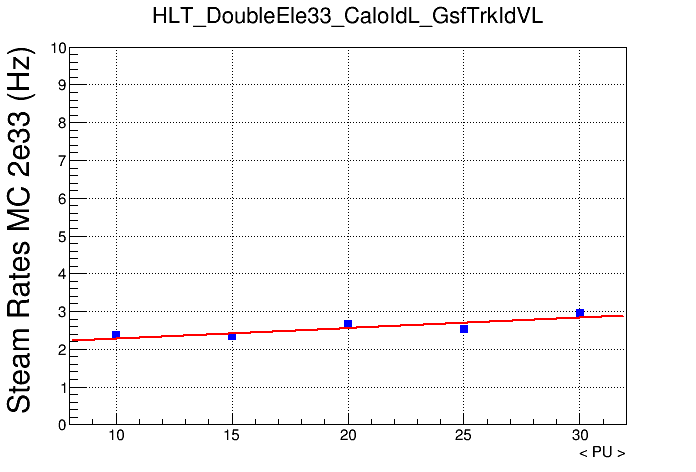 HLT_DoubleEle33_CaloIdL_GsfTrkIdVL
Steam Rates MC 2e33 (Hz)
10
9
8
7
6
5
4
3
2
1
0
10 15 20 25 30
< PU >